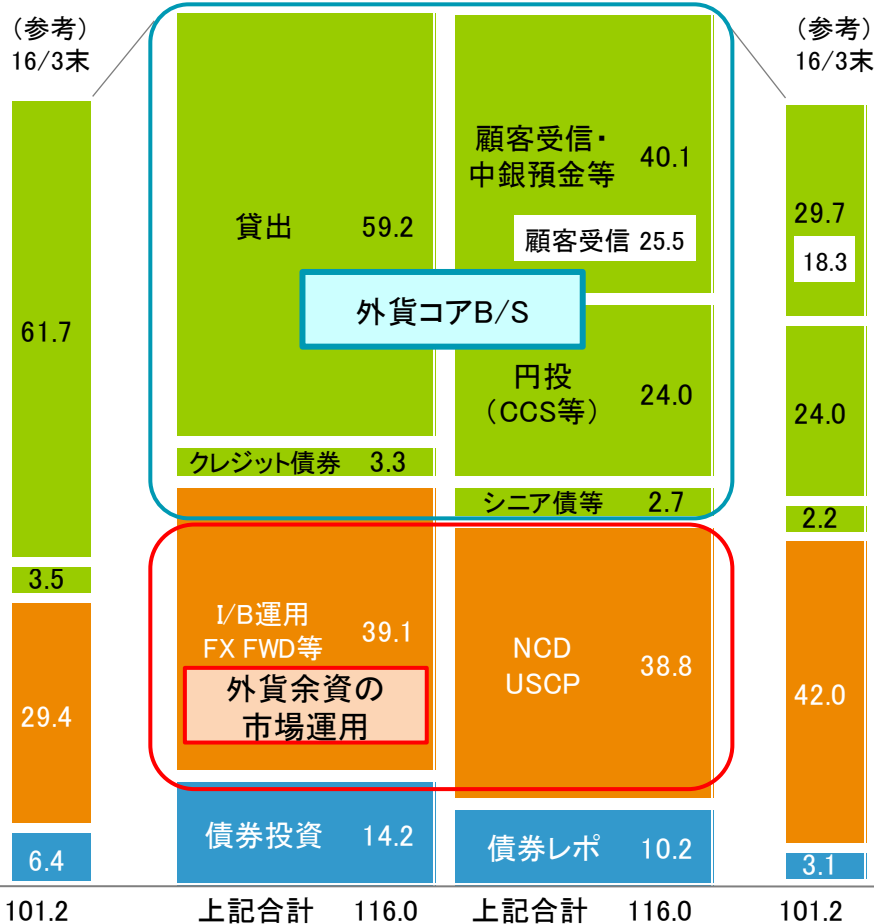 (参考)
16/3末
61.7
3.5
29.4
6.4
101.2
貸出 59.2
クレジット債券 3.3
I/B運用
FX FWD等 39.1
外貨余資の
市場運用
債券投資 14.2
上記合計 116.0
外貨コアB/S
顧客受信・
中銀預金等 40.1
顧客受信 25.5
円投
(CCS等) 24.0
シニア債等 2.7
NCD
USCP 38.8
債券レポ 10.2
上記合計 116.0
(参考)
16/3末
29.7
18.3
24.0
2.2
42.0
3.1
101.2